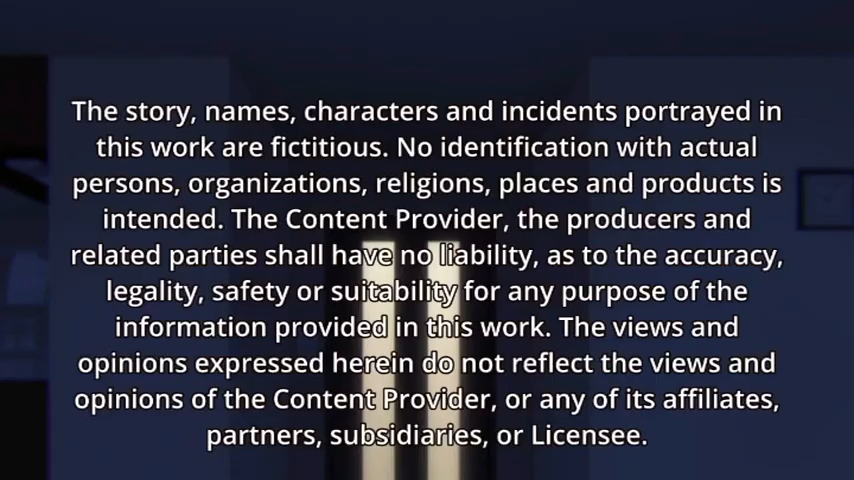 The story, names, characters and incidents portrayed in
this work are fictitious. No identification with actual
persons, organizations, religions, places and products is
intended. The Content Provider, the producers and
related parties shall have no liability, as to the accuracy,
legality, safety or suitability for any purpose of the
information provided in this work. The views and
opinions expressed herein do not reflect the views and
opinions of the Content Provider, or any of its affiliates,
partners, subsidiaries, or Licensee.